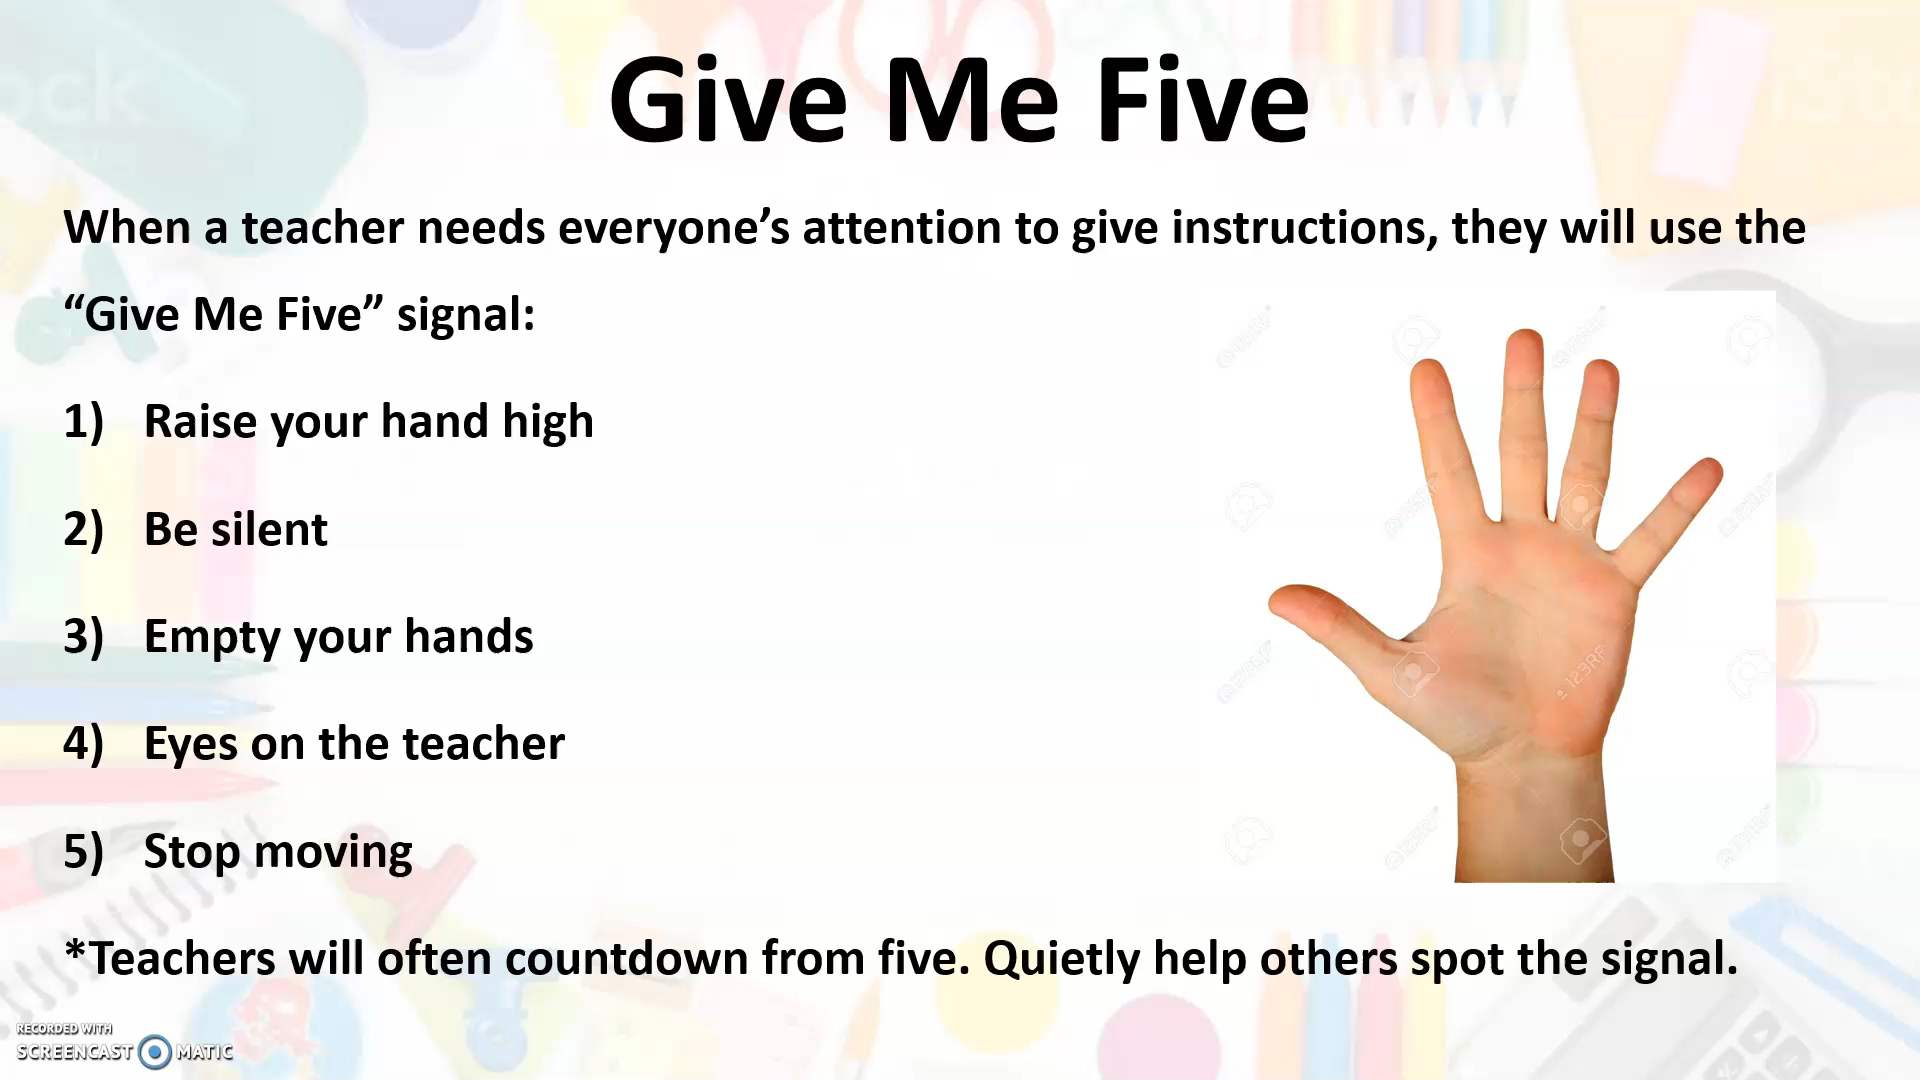 Give Me Five
When a teacher needs everyone’s attention to give instructions, they will use the
“Give Me Five” signal:
1) Raise your hand high
2) Be silent
3) Empty your hands
4) Eyes on the teacher
5) Stop moving
*Teachers will often countdown from five. Quietly help others spot the signal.
RECORDED WITH
SCREENCAST MATIC
123RF